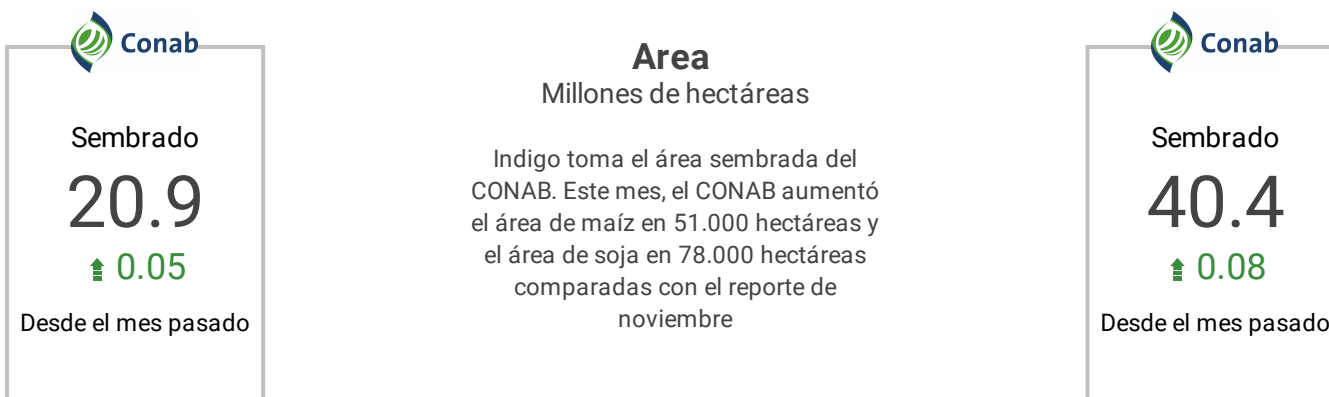 Conab
Sembrado
20.9
0.05
Desde el mes pasado
Area
Millones de hectáreas
Indigo toma el área sembrada del
CONAB. Este mes, el CONAB aumentó
el área de maíz en 51.000 hectáreas y
el área de soja en 78.000 hectáreas
comparadas con el reporte de
noviembre
Conab
Sembrado
40.4
0.08
Desde el mes pasado